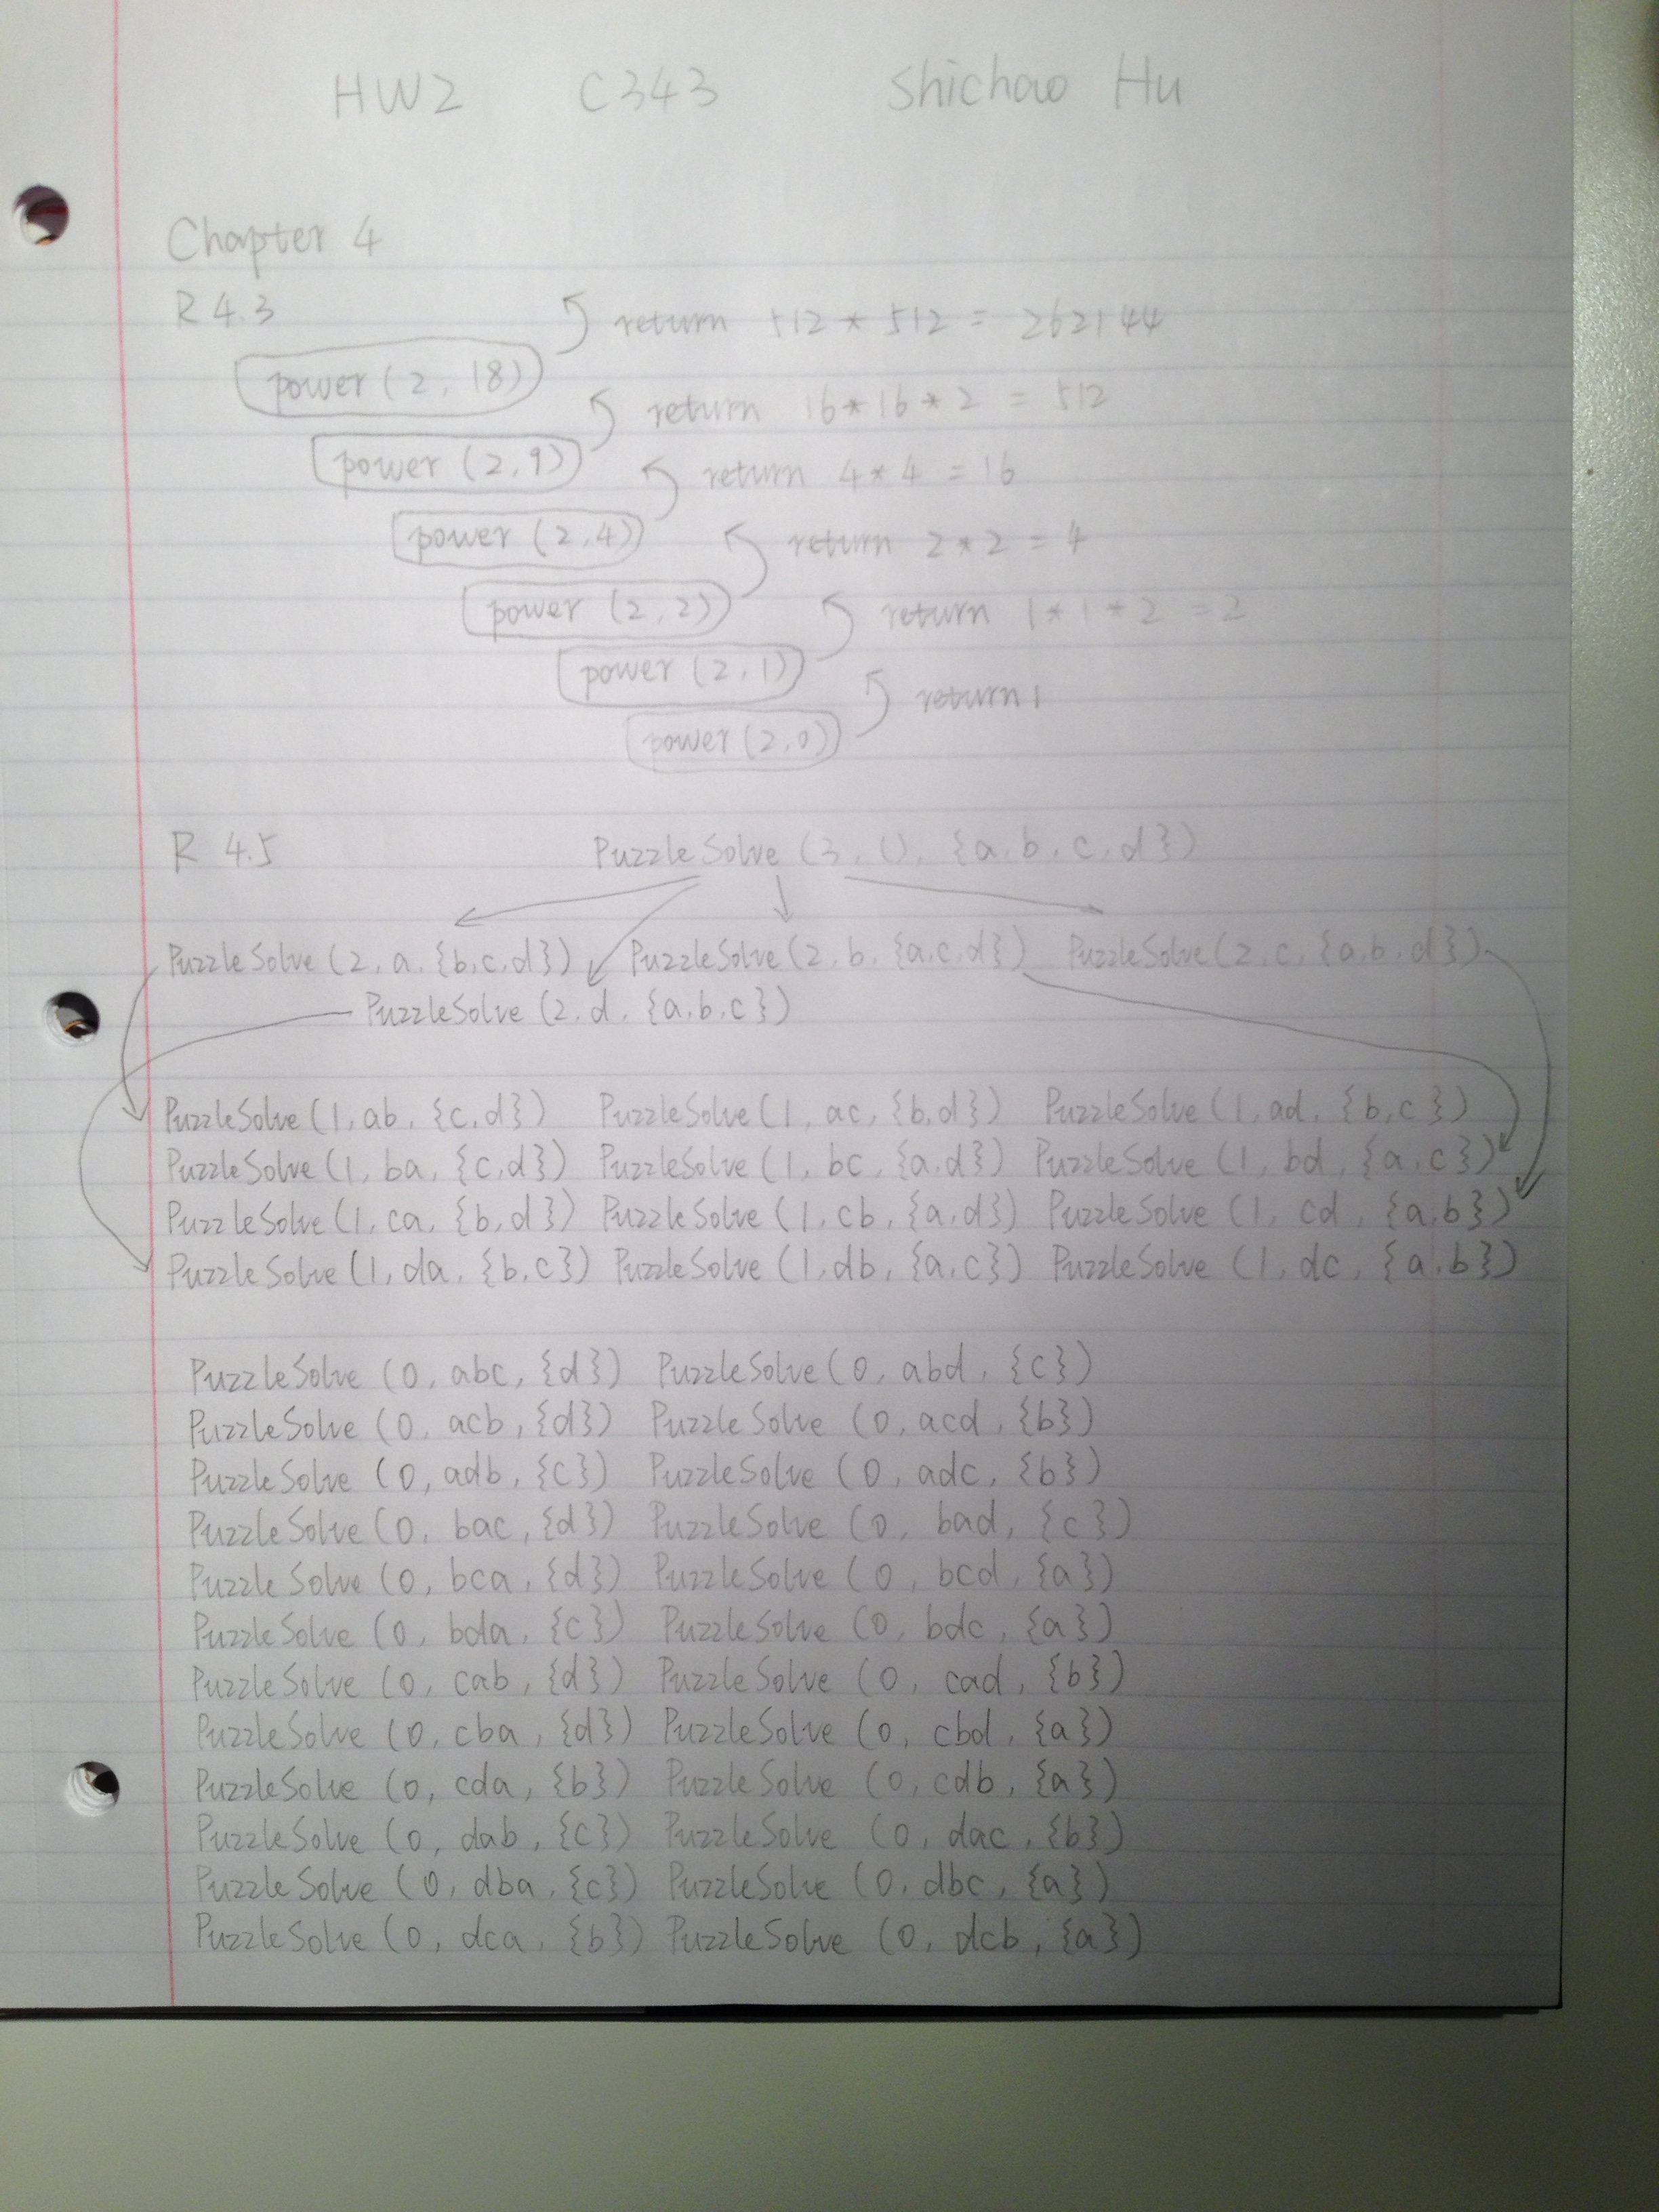 HW2 C343 Shichao Hu
Chapter 4
R 4.3
return 512 * 512 = 262144
power (2, 18)
return 16 * 16 * 2 = 512
power (2, 9)
return 4 * 4 = 16
power (2, 4)
return 2 * 2 = 4
power (2, 2)
return 1 * 1 * 2 = 2
power (2, 1)
return 1
power (2, 0)
R 4.5 PuzzleSolve (3, (), {a, b, c, d})
PuzzleSolve (2, a, {b, c, d}) PuzzleSolve (2, b, {a, c, d}) PuzzleSolve (2, c, {a, b, d})
PuzzleSolve (2, d, {a, b, c})
PuzzleSolve (1, ab, {c, d}) PuzzleSolve (1, ac, {b, d}) PuzzleSolve (1, ad, {b, c})
PuzzleSolve (1, ba, {c, d}) PuzzleSolve (1, bc, {a, d}) PuzzleSolve (1, bd, {a, c})
PuzzleSolve (1, ca, {b, d}) PuzzleSolve (1, cb, {a, d}) PuzzleSolve (1, cd, {a, b})
PuzzleSolve (1, da, {b, c}) PuzzleSolve (1, db, {a, c}) PuzzleSolve (1, dc, {a, b})
PuzzleSolve (0, abc, {d}) PuzzleSolve (0, abd, {c})
PuzzleSolve (0, acb, {d}) PuzzleSolve (0, acd, {b})
PuzzleSolve (0, adb, {c}) PuzzleSolve (0, adc, {b})
PuzzleSolve (0, bac, {d}) PuzzleSolve (0, bad, {c})
PuzzleSolve (0, bca, {d}) PuzzleSolve (0, bcd, {a})
PuzzleSolve (0, bda, {c}) PuzzleSolve (0, bdc, {a})
PuzzleSolve (0, cab, {d}) PuzzleSolve (0, cad, {b})
PuzzleSolve (0, cba, {d}) PuzzleSolve (0, cbd, {a})
PuzzleSolve (0, cda, {b}) PuzzleSolve (0, cdb, {a})
PuzzleSolve (0, dab, {c}) PuzzleSolve (0, dac, {b})
PuzzleSolve (0, dba, {c}) PuzzleSolve (0, dbc, {a})
PuzzleSolve (0, dca, {b}) PuzzleSolve (0, dcb, {a})